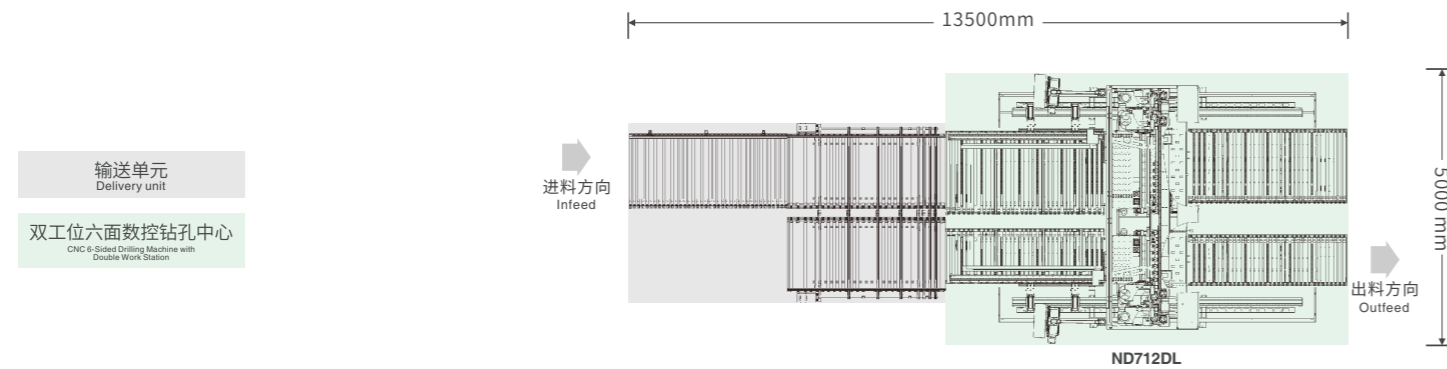 13500mm
输送单元
Delivery unit
双工位六面数控钻孔中心
CNC 6-Sided Drilling Machine with
Double Work Station
进料方向
Infeed
5000 mm
出料方向
Outfeed
ND712DL